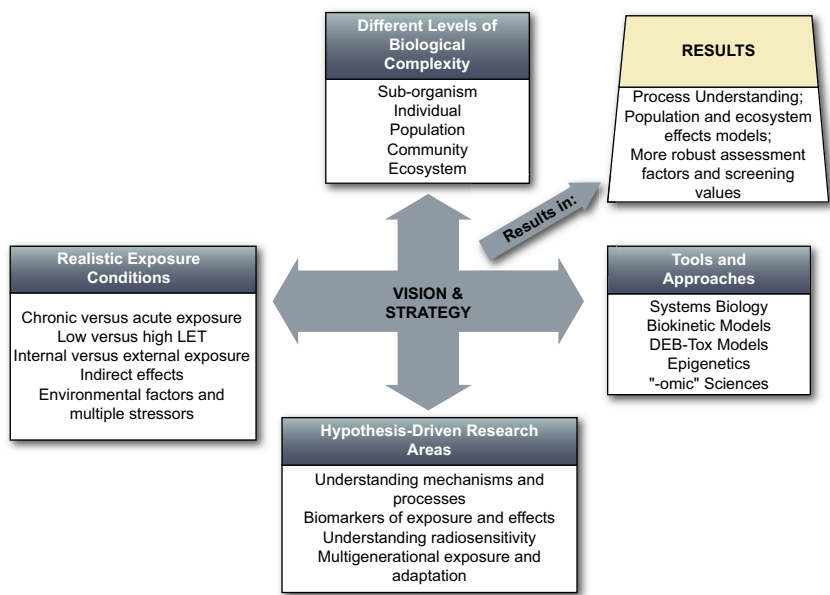 Different Levels of
Biological
Complexity
Sub-organism
Individual
Population
Community
Ecosystem
RESULTS
Process Understanding;
Population and ecosystem
effects models;
More robust assessment
factors and screening
values
Results in:
Realistic Exposure
Conditions
Chronic versus acute exposure
Low versus high LET
Internal versus external exposure
Indirect effects
Environmental factors and
multiple stressors
VISION &
STRATEGY
Tools and
Approaches
Systems Biology
Biokinetic Models
DEB-Tox Models
Epigenetics
"-omic" Sciences
Hypothesis-Driven Research
Areas
Understanding mechanisms and
processes
Biomarkers of exposure and effects
Understanding radiosensitivity
Multigenerational exposure and
adaptation